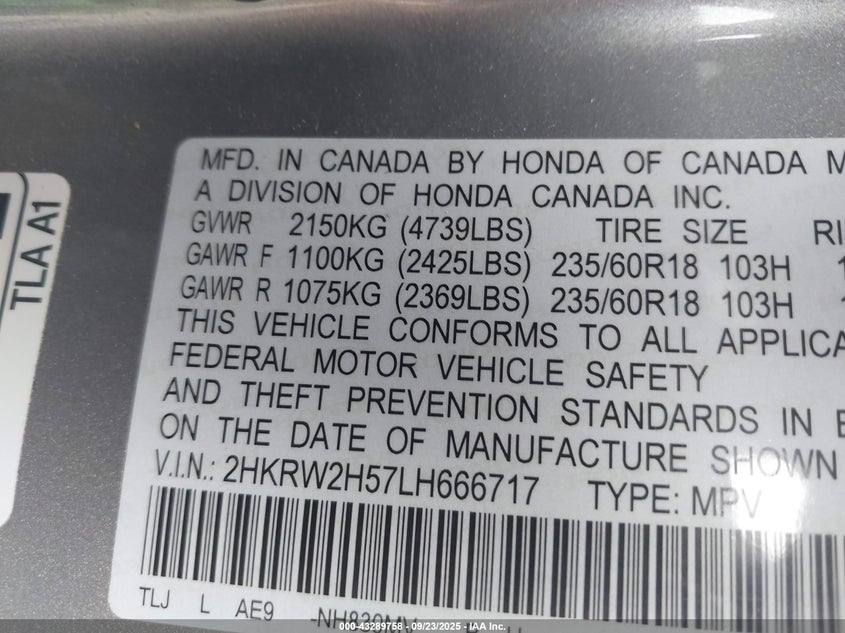 TLA A1
MFD. IN CANADA BY HONDA OF CANADA
A DIVISION OF HONDA CANADA INC.
GVWR 2150KG (4739LBS) TIRE SIZE
GAWR F 1100KG (2425LBS) 235/60R18 103H
GAWR R 1075KG (2369LBS) 235/60R18 103H
THIS VEHICLE CONFORMS TO ALL APPLICA
FEDERAL MOTOR VEHICLE SAFETY
AND THEFT PREVENTION STANDARDS IN
ON THE DATE OF MANUFACTURE SHOWN
V.I.N.: 2HKRW2H57LH666717 TYPE: MPV
TLJ L AE9
000-43289758 - 09/23/2025 - IAA Inc.